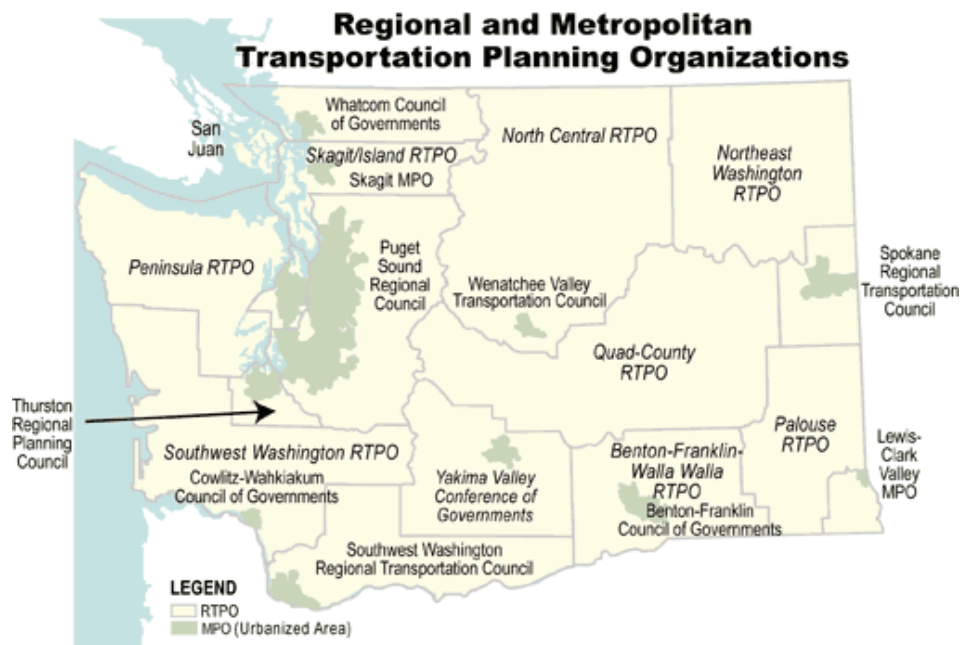 Regional and Metropolitan
Transportation Planning Organizations
Whatcom Council
of Governments
San
Juan
Skagit/Island RTPO
Skagit MPO
North Central RTPO
Northeast
Washington
RTPO
Peninsula RTPO
Puget
Sound
Regional
Council
Wenatchee Valley
Transportation Council
Spokane
Regional
Transportation
Council
Quad-County
RTPO
Thurston
Regional
Planning
Council
Southwest Washington RTPO
Cowlitz-Wahkiakum
Council of Governments
Yakima Valley
Conference of
Governments
Benton-Franklin-
Walla Walla
RTPO
Benton-Franklin
Council of Governments
Palouse
RTPO
Lewis-
Clark
Valley
MPO
Southwest Washington
Regional Transportation Council
LEGEND
RTPO
MPO (Urbanized Area)